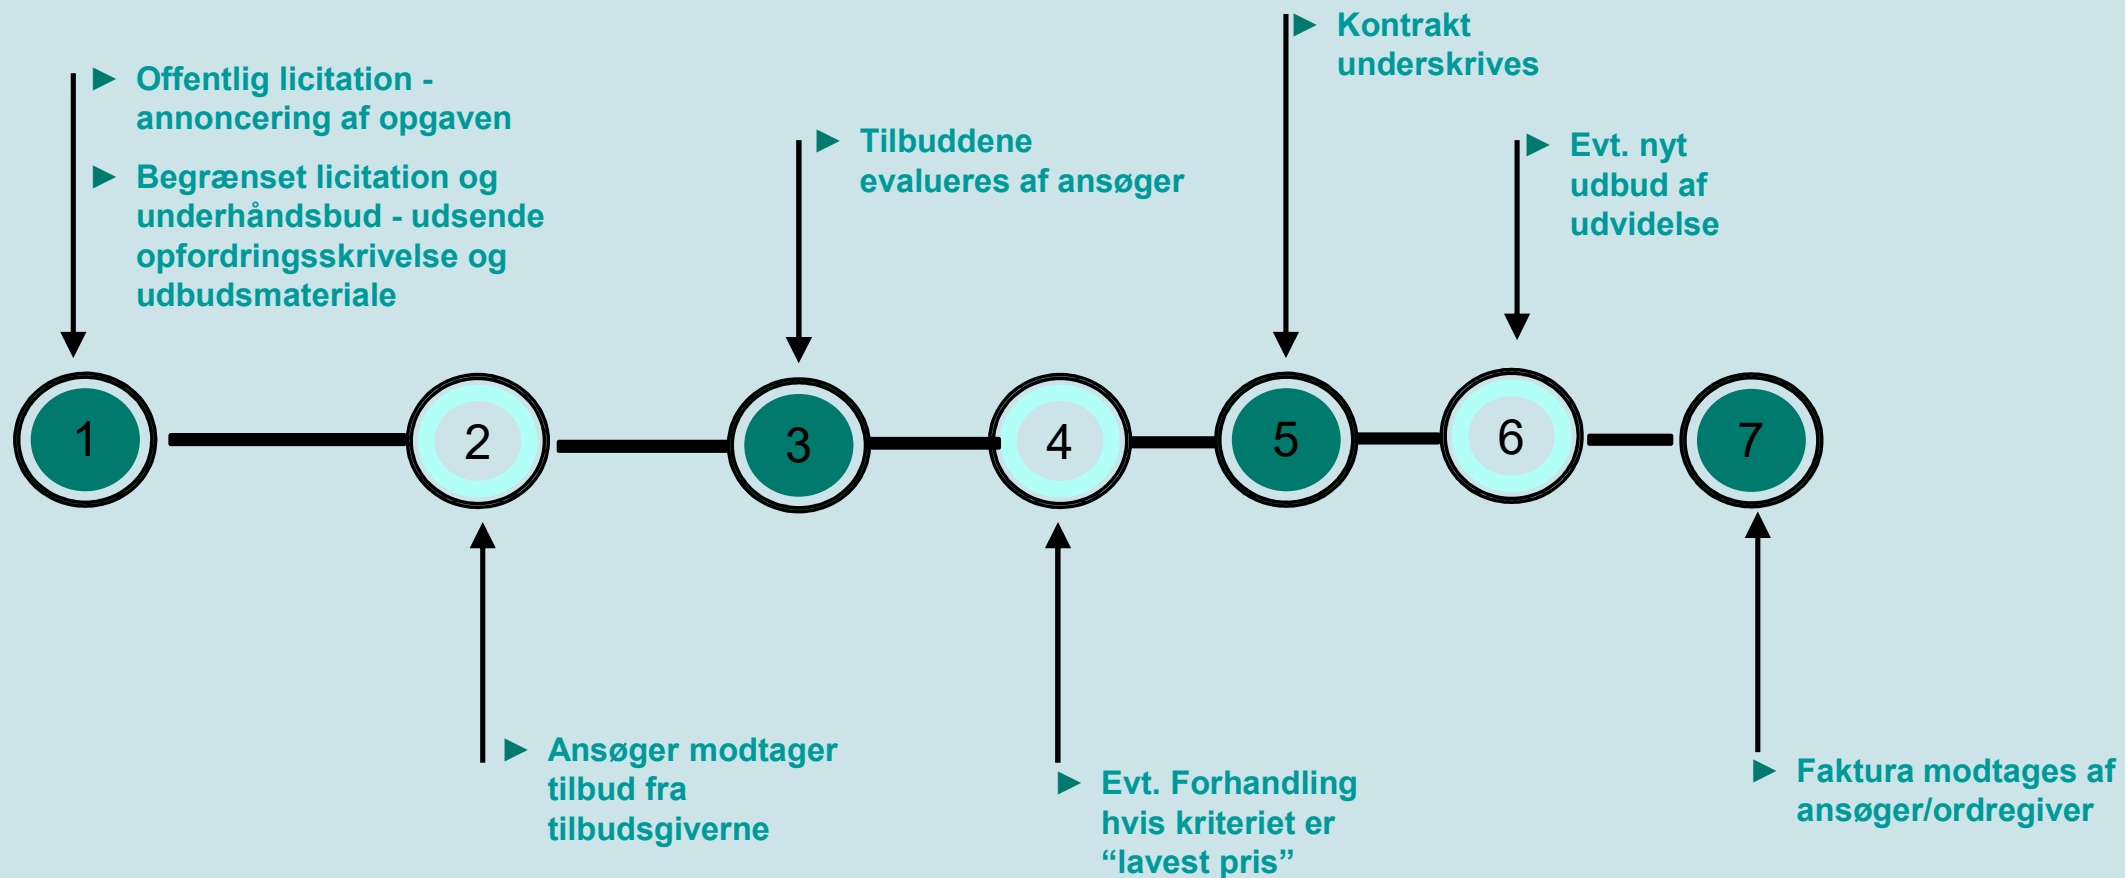 Offentlig licitation -
annoncering af opgaven
Begrænset licitation og
underhåndsbud - udsende
opfordringsskrivelse og
udbudsmateriale
Tilbuddene
evalueres af ansøger
Kontrakt
underskrives
Evt. nyt
udbud af
udvidelse
1
2
3
4
5
6
7
Ansøger modtager
tilbud fra
tilbudsgiverne
Evt. Forhandling
hvis kriteriet er
“lavest pris”
Faktura modtages af
ansøger/ordregiver